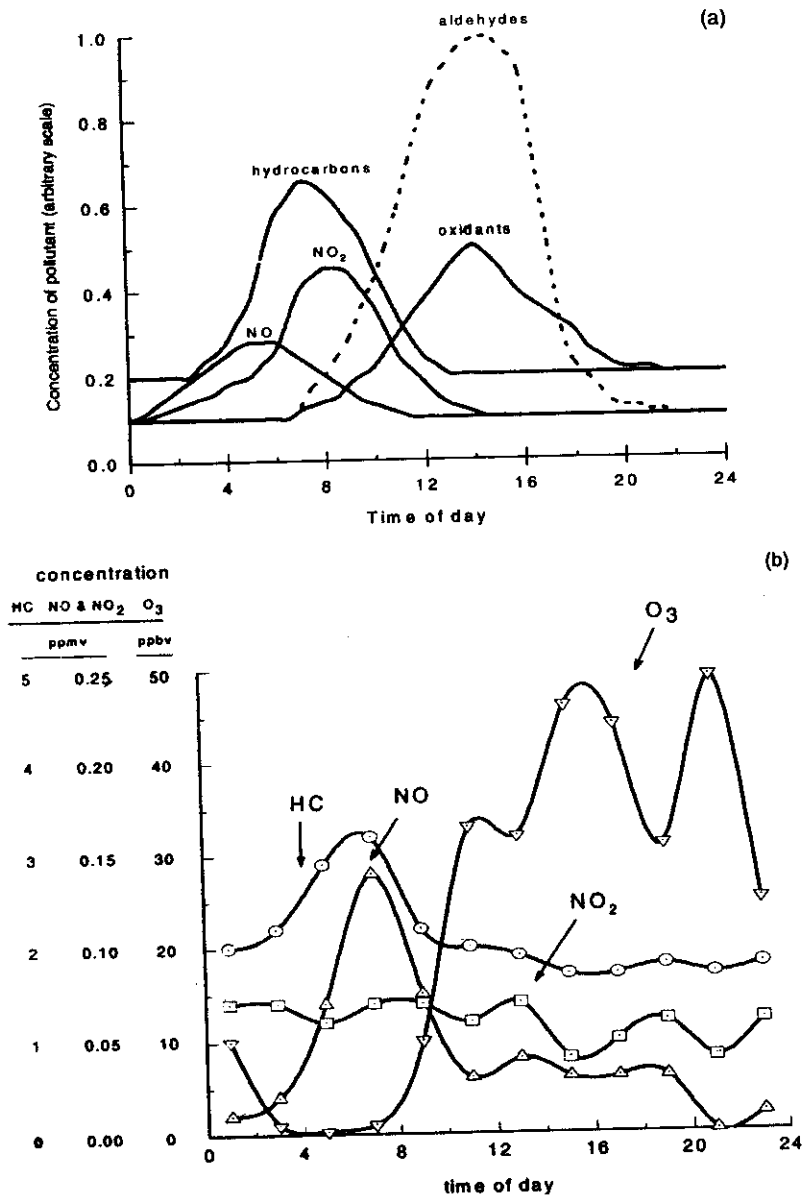 (a)
aldehydes
hydrocarbons
NO2
oxidants
NO
Concentration of pollutant (arbitrary scale)
1.0
0.8
0.6
0.4
0.2
0.0
0 4 8 12 16 20 24
Time of day
(b)
concentration
HC NO & NO2 O3
ppmv ppbv
5 0.25 50
4 0.20 40
3 0.15 30
2 0.10 20
1 0.05 10
0 0.00 0
O3
HC
NO
NO2
0 4 8 12 16 20 24
time of day